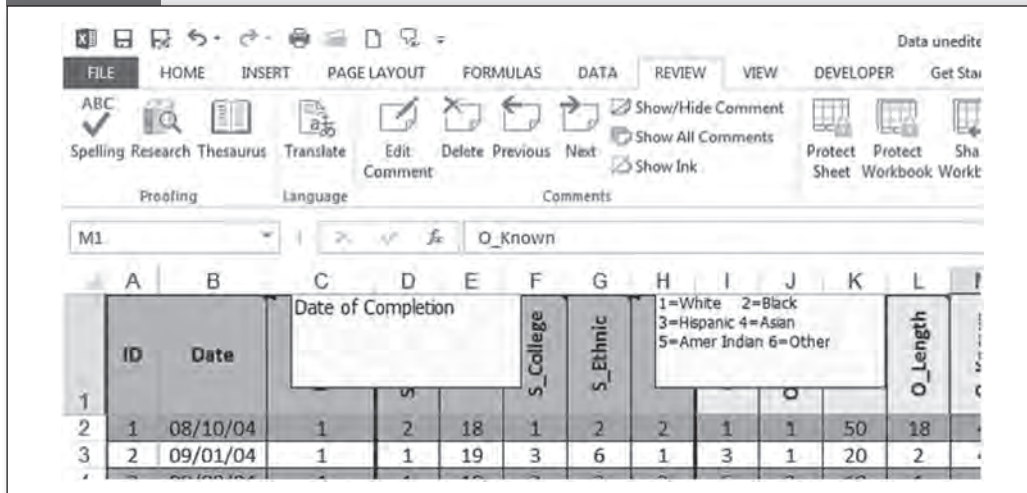 Data unedite
FILE HOME INSERT PAGE LAYOUT FORMULAS DATA REVIEW VIEW DEVELOPER Get Star
ABC
Spelling Research Thesaurus Translate Edit Comment Delete Previous Next
Show/Hide Comment
Show All Comments
Show Ink
Protect Sheet Protect Workbook Sha Workb
Proofing Language Comments
M1 fx O_Known
A B C D E F G H I J K L
1 ID Date S_College S_Ethnic O_Length
Date of Completion
1=White 2=Black
3=Hispanic 4=Asian
5=Amer Indian 6=Other
2 1 08/10/04 1 2 18 1 2 2 1 1 50 18
3 2 09/01/04 1 1 19 3 6 1 3 1 20 2